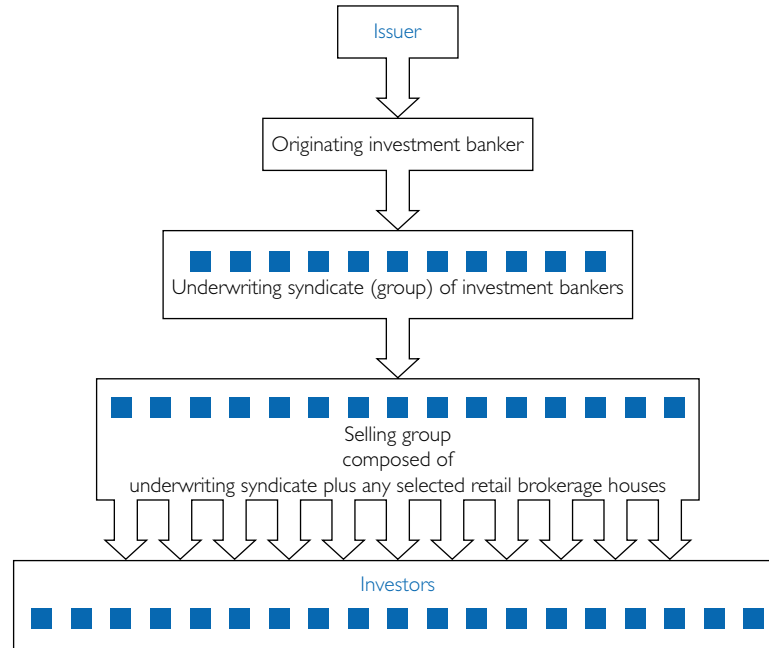 Issuer
Originating investment banker
Underwriting syndicate (group) of investment bankers
Selling group
composed of
underwriting syndicate plus any selected retail brokerage houses
Investors